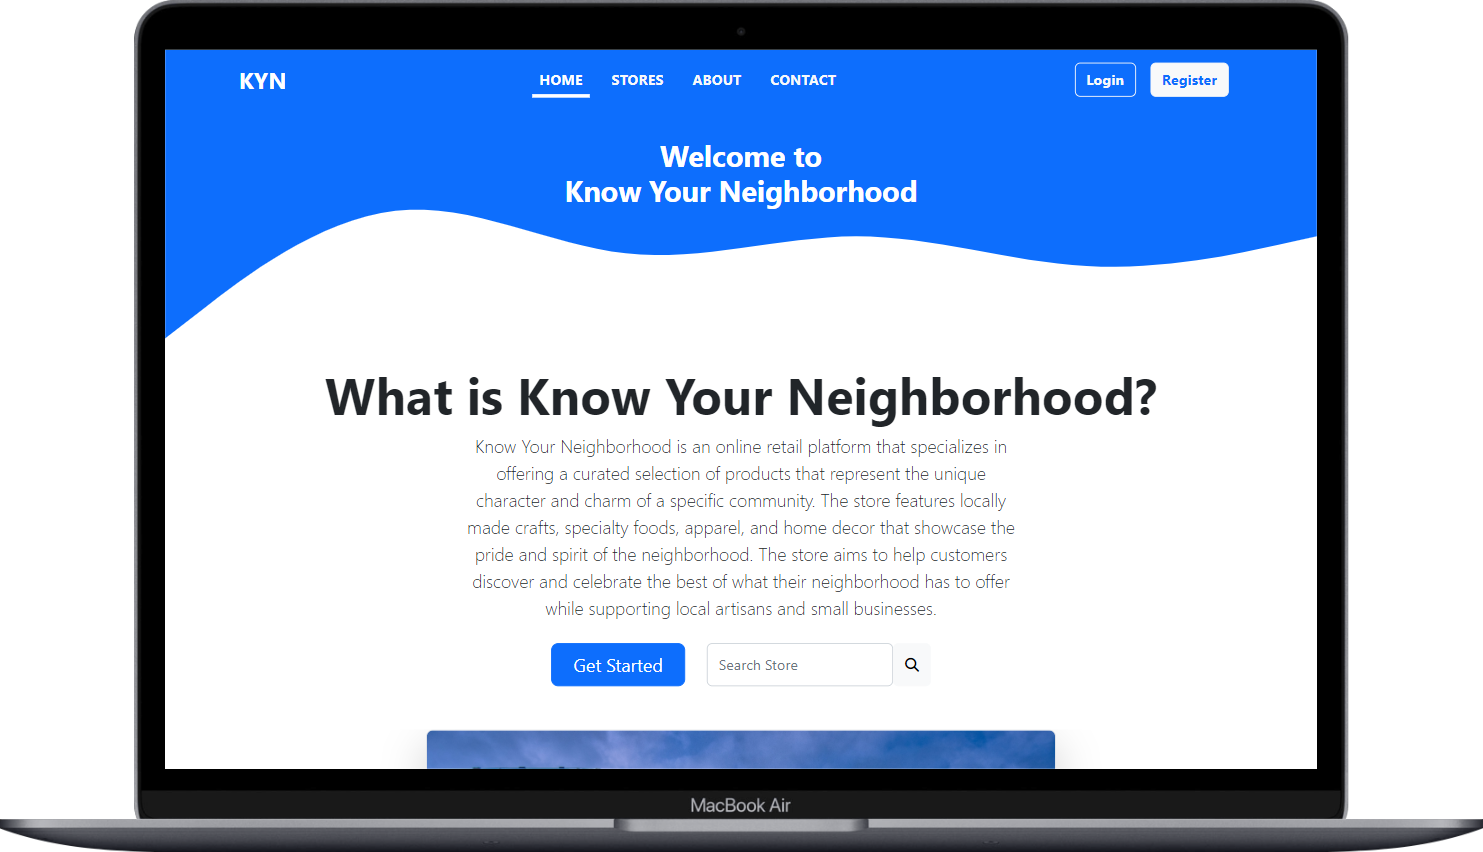 KYN
HOME STORES ABOUT CONTACT
Login Register
Welcome to
Know Your Neighborhood
What is Know Your Neighborhood?
Know Your Neighborhood is an online retail platform that specializes in
offering a curated selection of products that represent the unique
character and charm of a specific community. The store features locally
made crafts, specialty foods, apparel, and home decor that showcase the
pride and spirit of the neighborhood. The store aims to help customers
discover and celebrate the best of what their neighborhood has to offer
while supporting local artisans and small businesses.
Get Started
Search Store
MacBook Air